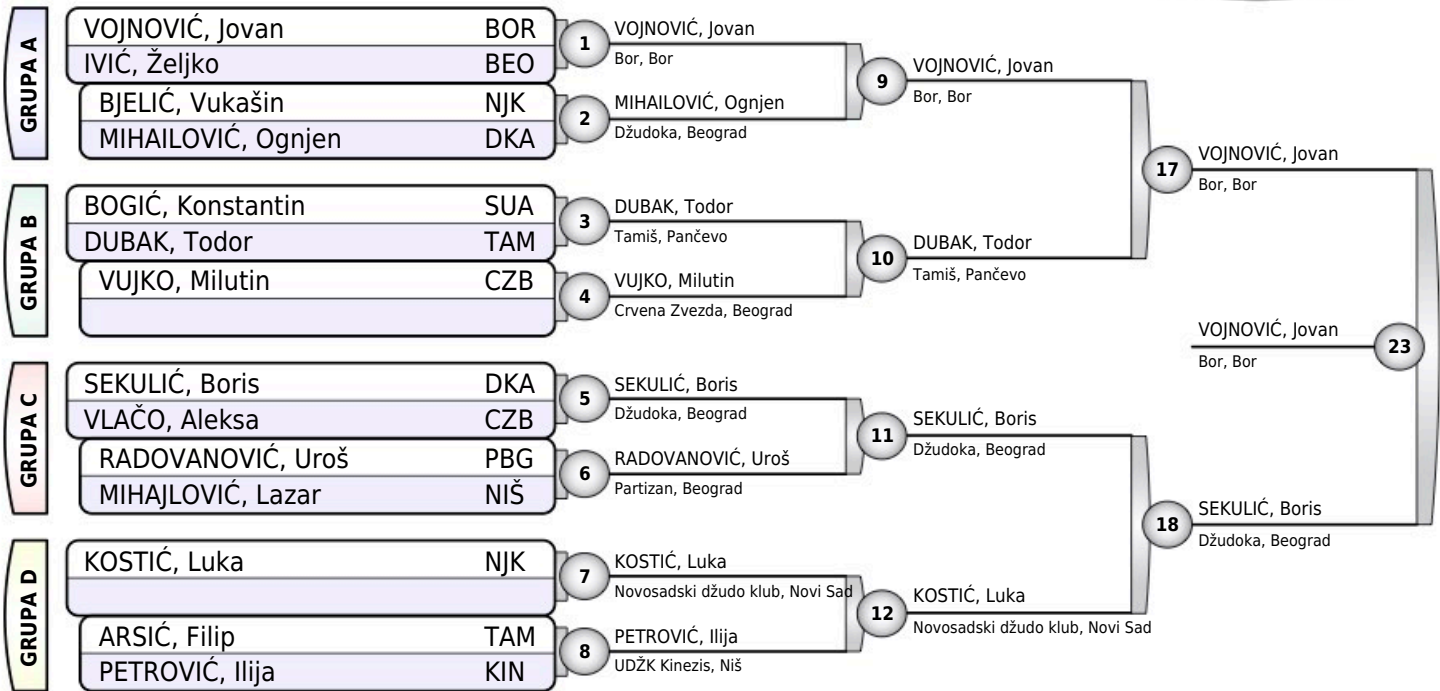 GRUPA A
VOJNOVIĆ, Jovan BOR
IVIĆ, Željko BEO
BJELIĆ, Vukašin NJK
MIHAILOVIĆ, Ognjen DKA
GRUPA B
BOGIĆ, Konstantin SUA
DUBAK, Todor TAM
VUJKO, Milutin CZB
GRUPA C
SEKULIĆ, Boris DKA
VLAČO, Aleksa CZB
RADOVANOVIĆ, Uroš PBG
MIHAJLOVIĆ, Lazar NIŠ
GRUPA D
KOSTIĆ, Luka NJK
ARSIĆ, Filip TAM
PETROVIĆ, Ilija KIN
1
VOJNOVIĆ, Jovan
Bor, Bor
2
MIHAILOVIĆ, Ognjen
Džudoka, Beograd
3
DUBAK, Todor
Tamiš, Pančevo
4
VUJKO, Milutin
Crvena Zvezda, Beograd
5
SEKULIĆ, Boris
Džudoka, Beograd
6
RADOVANOVIĆ, Uroš
Partizan, Beograd
7
KOSTIĆ, Luka
Novosadski džudo klub, Novi Sad
8
PETROVIĆ, Ilija
UDŽK Kinezis, Niš
9
VOJNOVIĆ, Jovan
Bor, Bor
10
DUBAK, Todor
Tamiš, Pančevo
11
SEKULIĆ, Boris
Džudoka, Beograd
12
KOSTIĆ, Luka
Novosadski džudo klub, Novi Sad
17
VOJNOVIĆ, Jovan
Bor, Bor
18
SEKULIĆ, Boris
Džudoka, Beograd
VOJNOVIĆ, Jovan
Bor, Bor
23